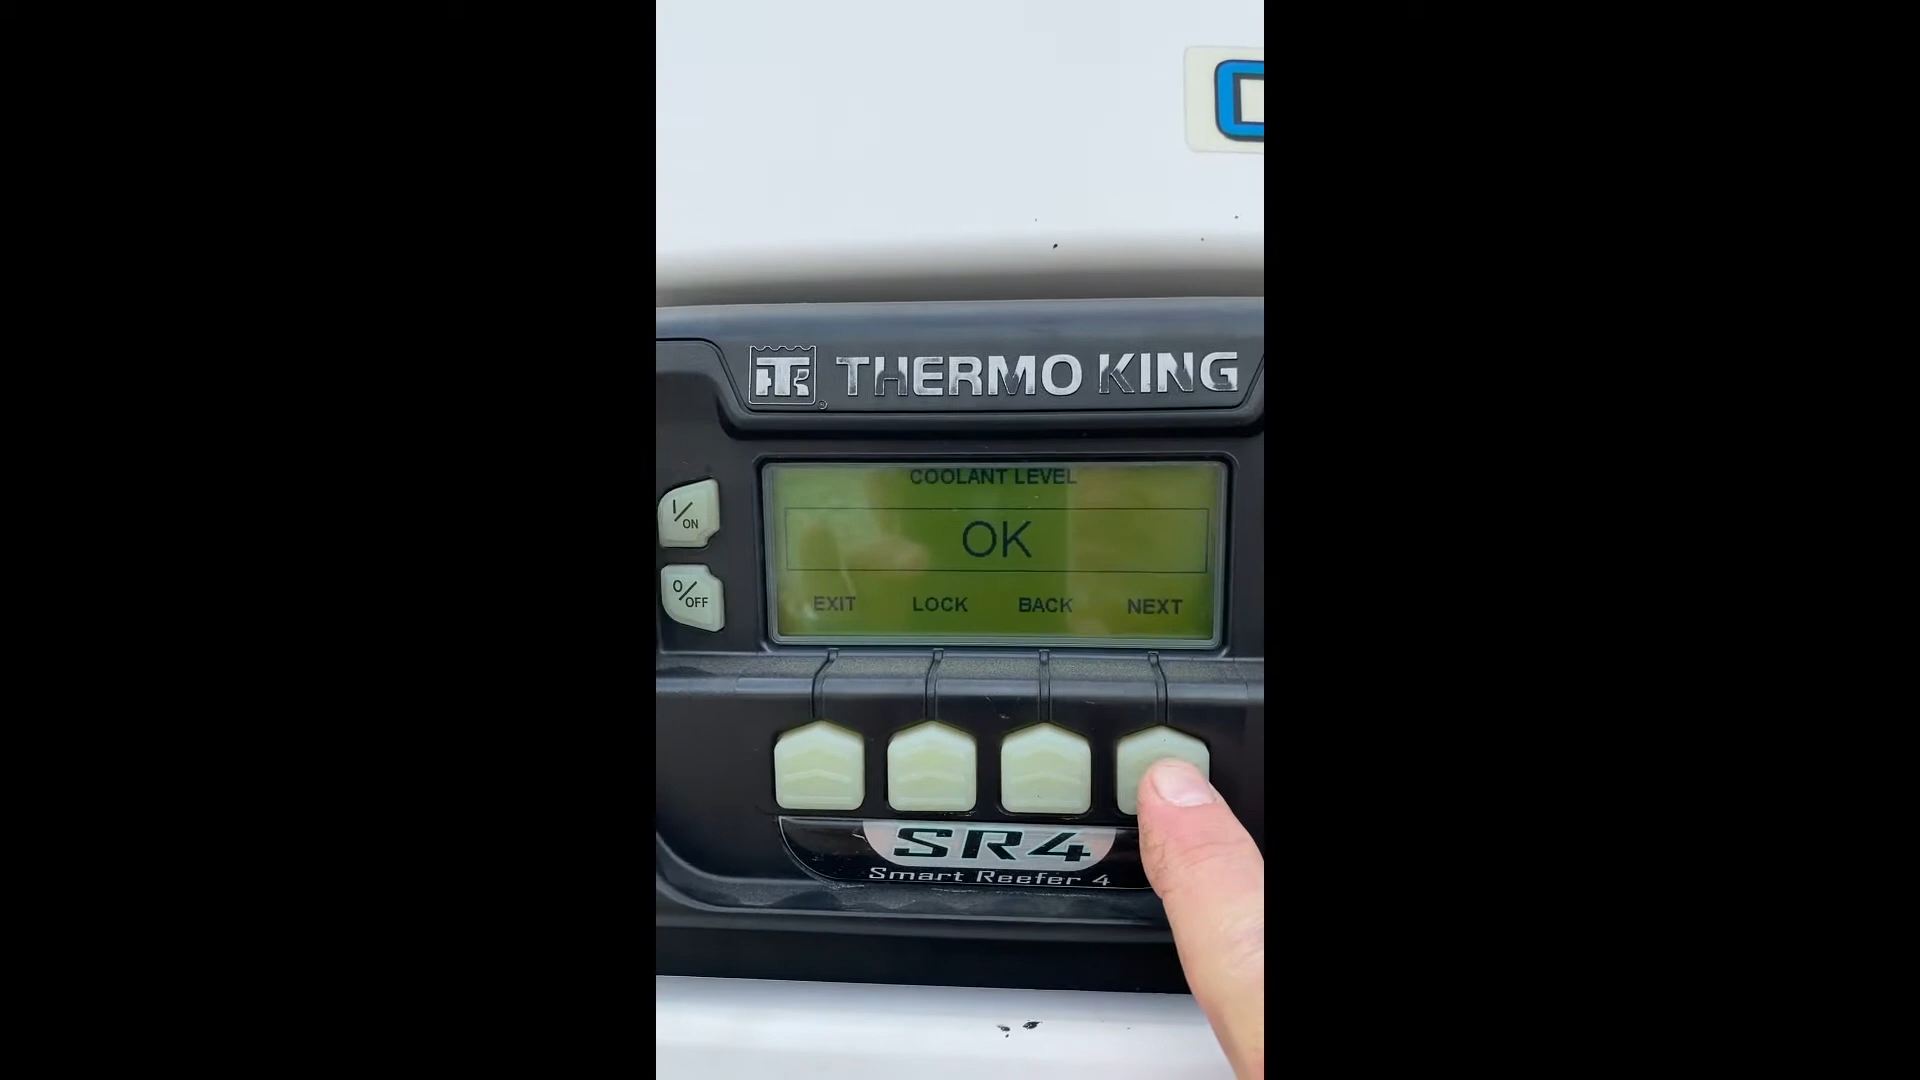 THERMO KING
COOLANT LEVEL
I/ON
OK
O/OFF
EXIT LOCK BACK NEXT
SR4
Smart Reefer 4